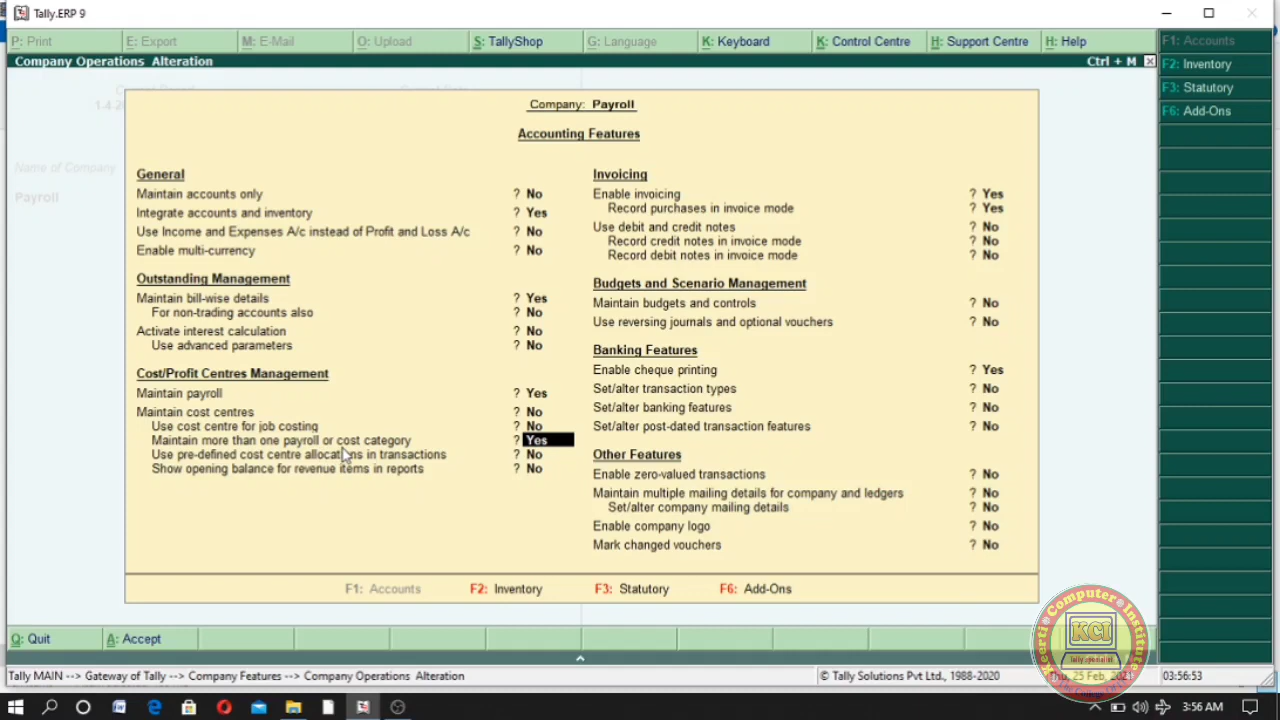 Tally.ERP 9
P: Print E: Export M: E-Mail O: Upload S: TallyShop G: Language K: Keyboard K: Control Centre H: Support Centre H: Help
F1: Accounts
F2: Inventory
F3: Statutory
F6: Add-Ons
Company Operations Alteration Ctrl + M
Name of Company
Payroll
Company: Payroll
Accounting Features
General
Maintain accounts only ? No
Integrate accounts and inventory ? Yes
Use Income and Expenses A/c instead of Profit and Loss A/c ? No
Enable multi-currency ? No
Outstanding Management
Maintain bill-wise details ? Yes
For non-trading accounts also ? No
Activate interest calculation ? No
Use advanced parameters ? No
Cost/Profit Centres Management
Maintain payroll ? Yes
Maintain cost centres ? No
Use cost centre for job costing ? No
Maintain more than one payroll or cost category ? Yes
Use pre-defined cost centre allocations in transactions ? No
Show opening balance for revenue items in reports ? No
Invoicing
Enable invoicing ? Yes
Record purchases in invoice mode ? Yes
Use debit and credit notes ? No
Record credit notes in invoice mode ? No
Record debit notes in invoice mode ? No
Budgets and Scenario Management
Maintain budgets and controls ? No
Use reversing journals and optional vouchers ? No
Banking Features
Enable cheque printing ? Yes
Set/alter transaction types ? No
Set/alter banking features ? No
Set/alter post-dated transaction features ? No
Other Features
Enable zero-valued transactions ? No
Maintain multiple mailing details for company and ledgers ? No
Set/alter company mailing details ? No
Enable company logo ? No
Mark changed vouchers ? No
F1: Accounts F2: Inventory F3: Statutory F6: Add-Ons
Q: Quit A: Accept
Keerti Computer Institute
KCI
Tally specialist
Tally MAIN --> Gateway of Tally --> Company Features --> Company Operations Alteration © Tally Solutions Pvt Ltd., 1988-2020 Thu, 25 Feb, 2021 03:56:53
3:56 AM